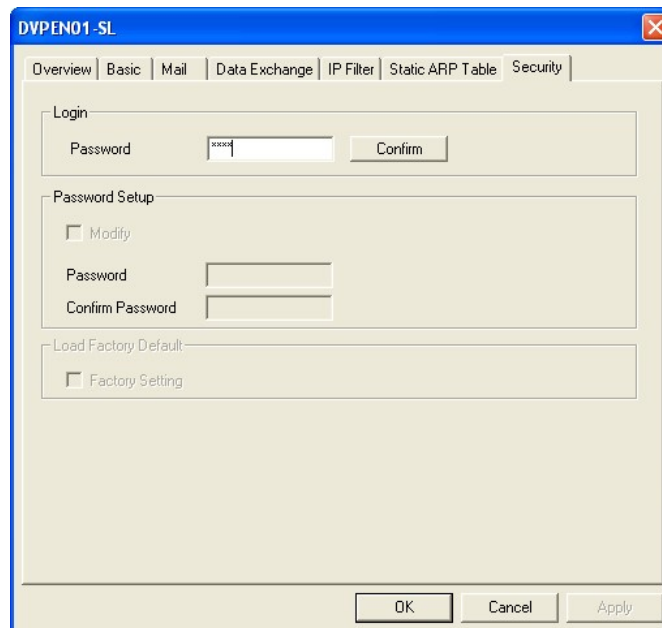 DVPEN01-SL
Overview Basic Mail Data Exchange IP Filter Static ARP Table Security
Login
Password **** Confirm
Password Setup
Modify
Password
Confirm Password
Load Factory Default
Factory Setting
OK Cancel Apply